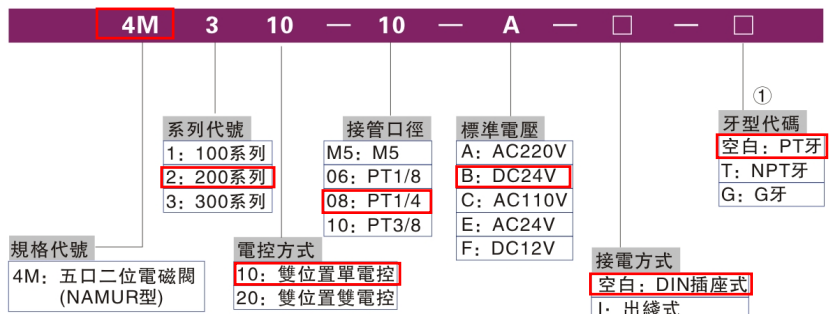 4M 3 10 — 10 — A — □ — □
①
系列代號
1：100系列
2：200系列
3：300系列
接管口徑
M5：M5
06：PT1/8
08：PT1/4
10：PT3/8
標準電壓
A：AC220V
B：DC24V
C：AC110V
E：AC24V
F：DC12V
牙型代碼
空白：PT牙
T：NPT牙
G：G牙
規格代號
4M：五口二位電磁閥
(NAMUR型)
電控方式
10：雙位置單電控
20：雙位置雙電控
接電方式
空白：DIN插座式
I：出綫式